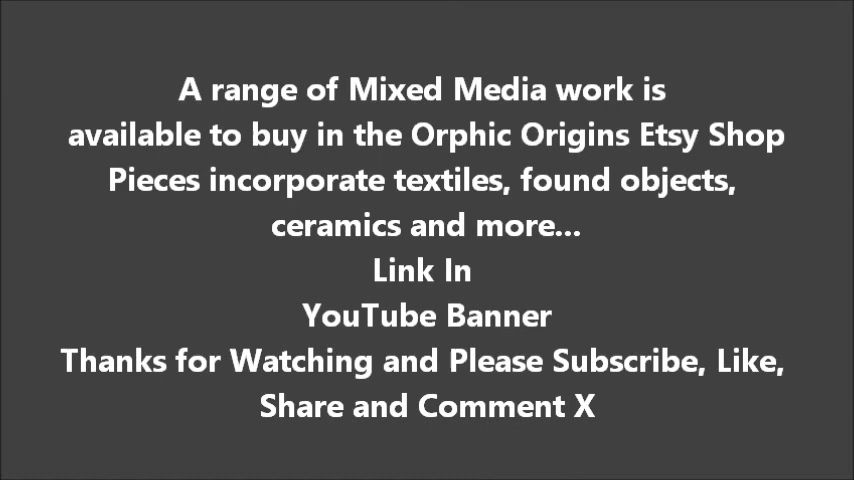 A range of Mixed Media work is
available to buy in the Orphic Origins Etsy Shop
Pieces incorporate textiles, found objects,
ceramics and more...
Link In
YouTube Banner
Thanks for Watching and Please Subscribe, Like,
Share and Comment X